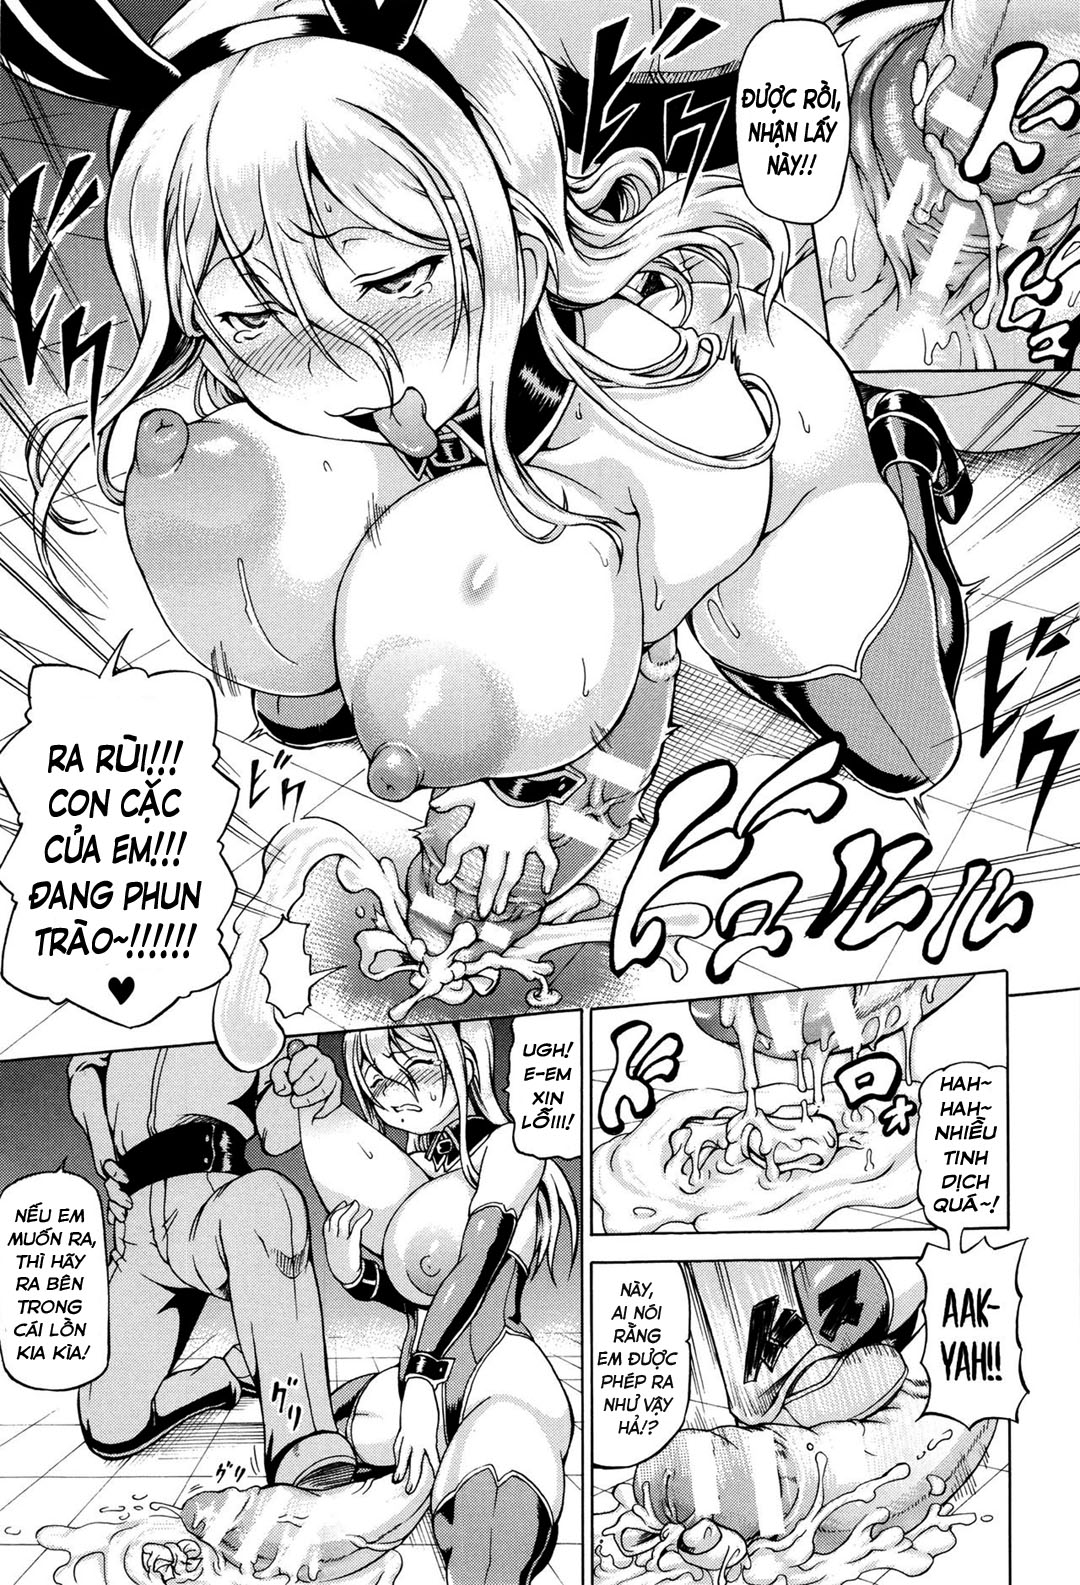 ĐƯỢC RỒI,
NHẬN LẤY
NÀY!!
RA RÙI!!!
CON CẶC
CỦA EM!!!
ĐANG PHUN
TRÀO~!!!!!!
♥
HAH~
HAH~
NHIỀU
TINH
DỊCH
QUÁ~!
AAK-
YAH!!
NÀY,
AI NÓI
RẰNG
EM ĐƯỢC
PHÉP RA
NHƯ VẬY
HẢ!?
UGH!
E-EM
XIN
LỖIII!
NẾU EM
MUỐN RA,
THÌ HÃY
RA BÊN
TRONG
CÁI LỒN
KIA KÌA!